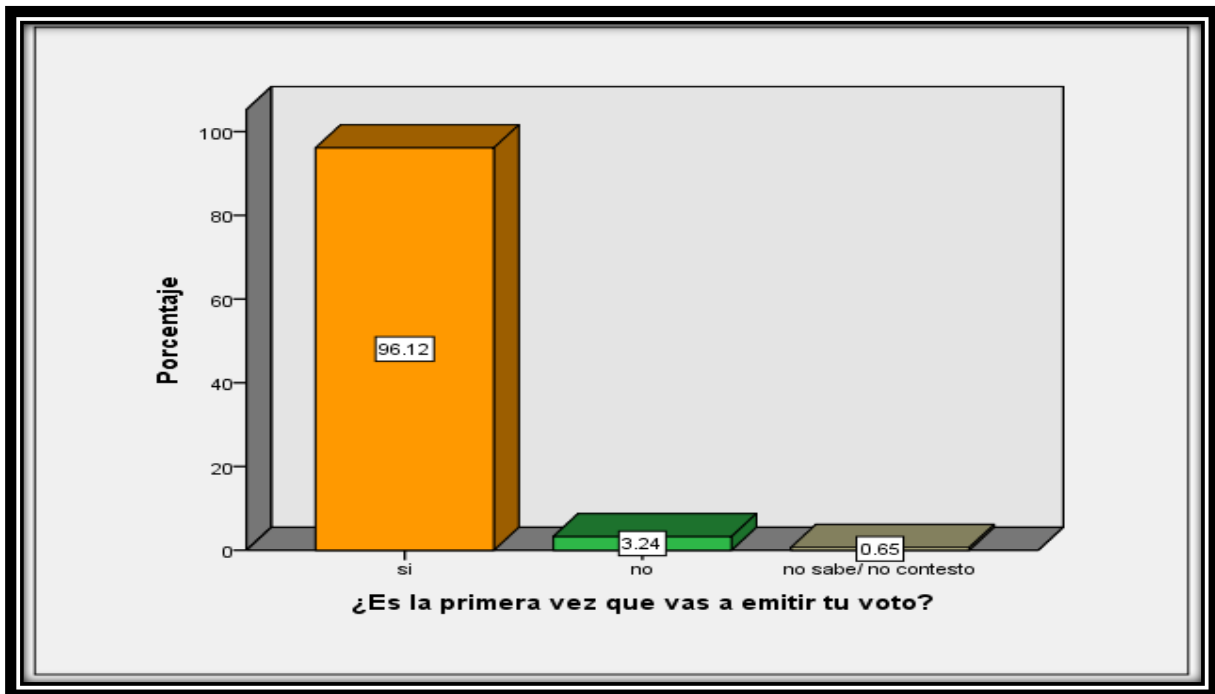 Porcentaje
100
80
60
40
20
0
96.12
3.24
0.65
si
no
no sabe/ no contesto
¿Es la primera vez que vas a emitir tu voto?